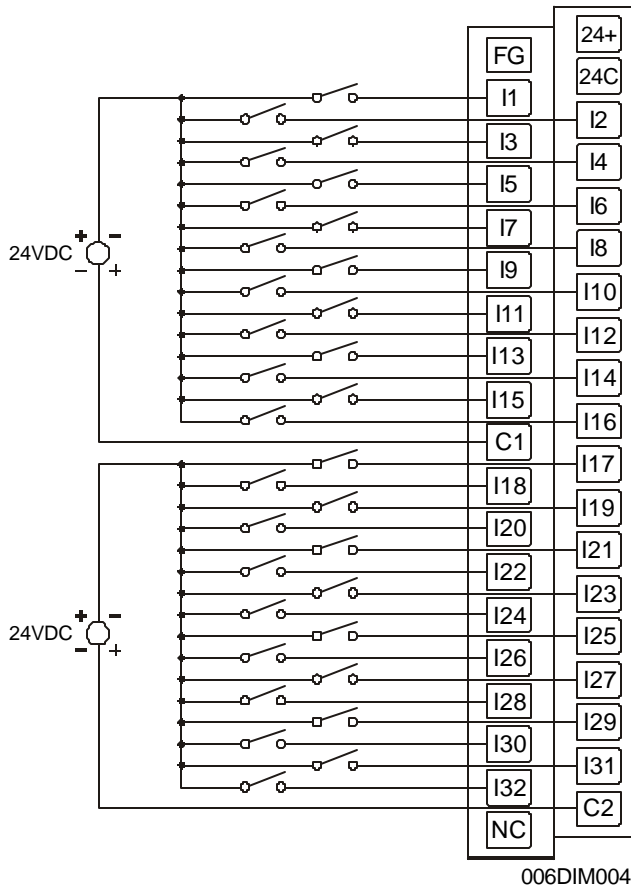 24+
FG
24C
I1
I2
I3
I4
I5
I6
I7
24VDC + -
- +
I8
I9
I10
I11
I12
I13
I14
I15
I16
C1
I17
I18
I19
I20
I21
I22
I23
I24
24VDC + -
- +
I25
I26
I27
I28
I29
I30
I31
I32
C2
NC
006DIM004